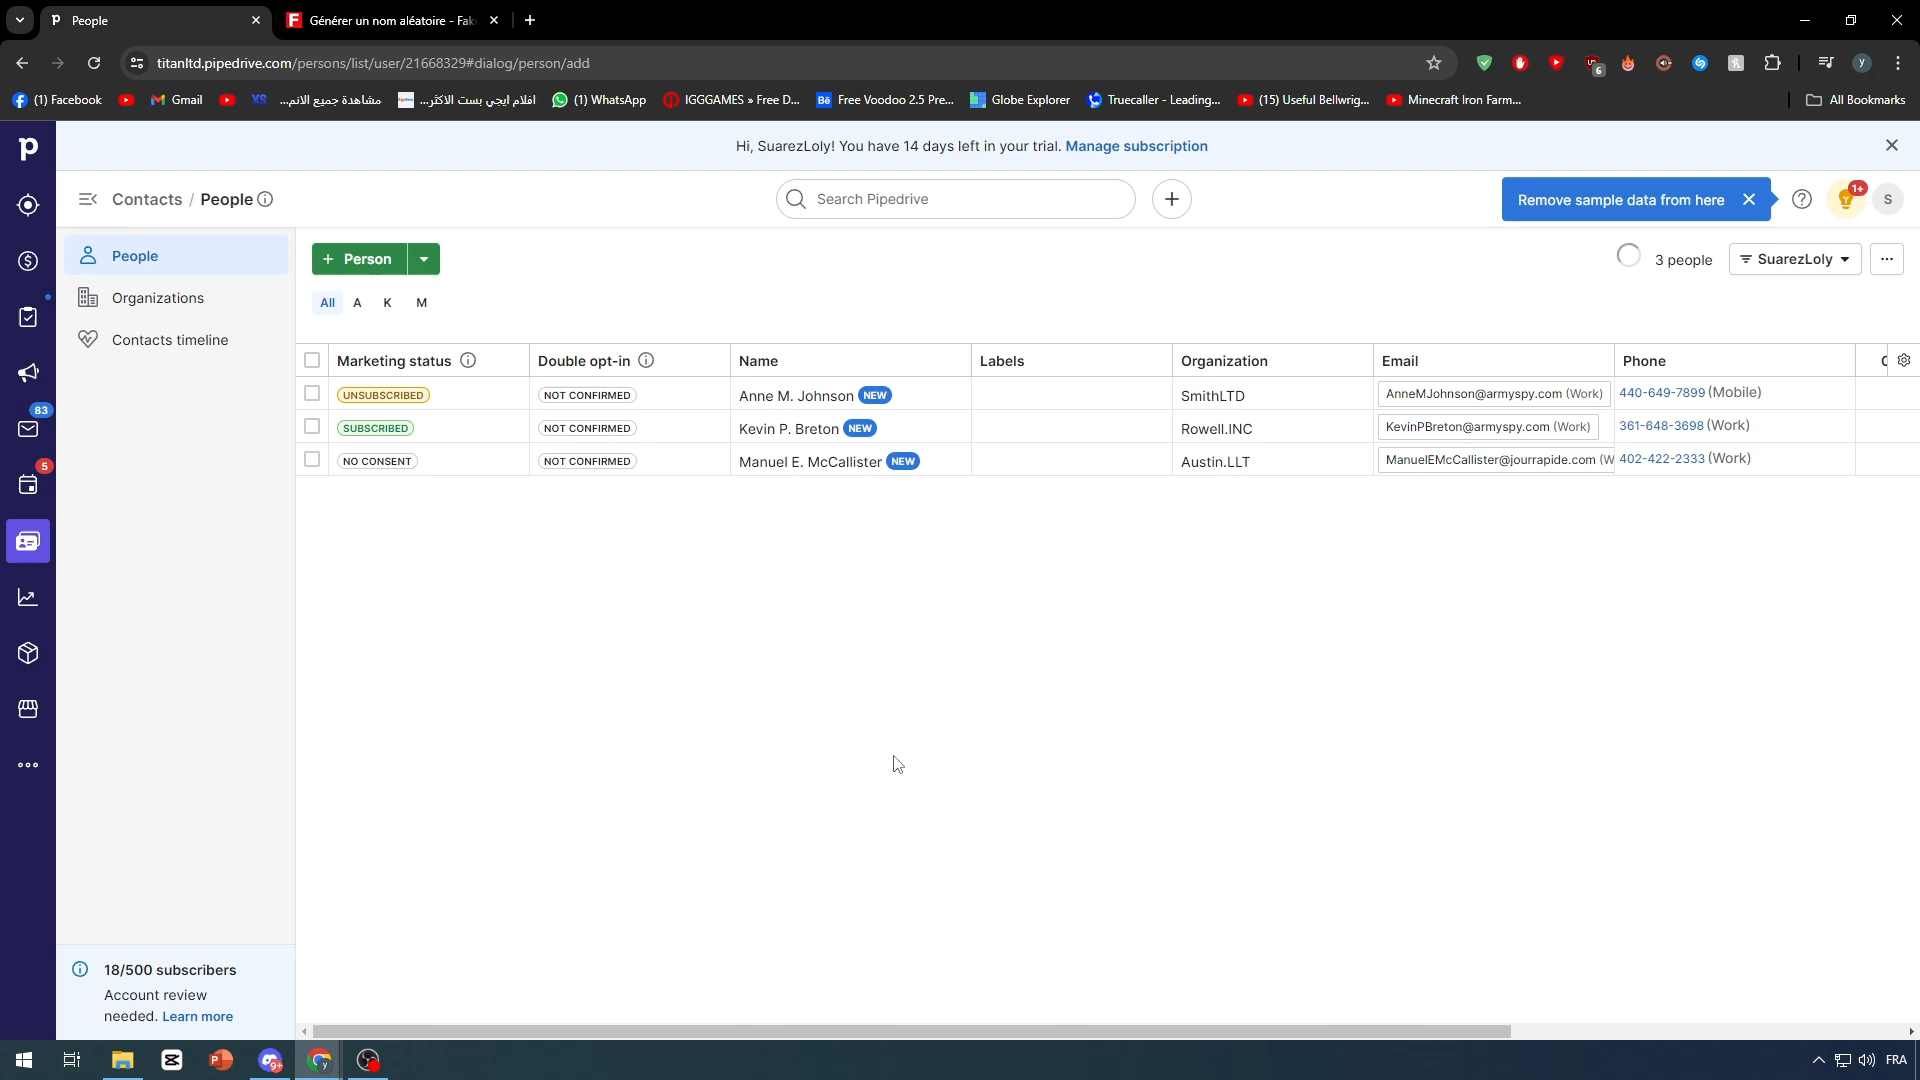 People
Générer un nom aléatoire - Fak
titanltd.pipedrive.com/persons/list/user/21668329#dialog/person/add
6
y
(1) Facebook
Gmail
XS
مشاهدة جميع الانم...
افلام ايجي بست الاكثر...
(1) WhatsApp
IGGGAMES » Free D...
Bē
Free Voodoo 2.5 Pre...
Globe Explorer
Truecaller - Leading...
(15) Useful Bellwrig...
Minecraft Iron Farm...
All Bookmarks
Hi, SuarezLoly! You have 14 days left in your trial. Manage subscription
Contacts / People
Search Pipedrive
Remove sample data from here
1+
S
People
Organizations
Contacts timeline
83
5
+ Person
3 people
SuarezLoly
All A K M
Marketing status Double opt-in Name Labels Organization Email Phone
UNSUBSCRIBED NOT CONFIRMED Anne M. Johnson NEW SmithLTD AnneMJohnson@armyspy.com (Work) 440-649-7899 (Mobile)
SUBSCRIBED NOT CONFIRMED Kevin P. Breton NEW Rowell.INC KevinPBreton@armyspy.com (Work) 361-648-3698 (Work)
NO CONSENT NOT CONFIRMED Manuel E. McCallister NEW Austin.LLT ManuelEMcCallister@jourrapide.com (W 402-422-2333 (Work)
18/500 subscribers
Account review
needed. Learn more
9+
FRA